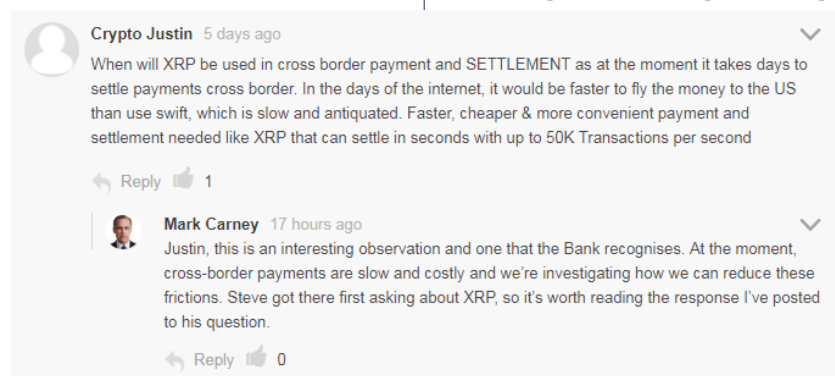 Crypto Justin 5 days ago
When will XRP be used in cross border payment and SETTLEMENT as at the moment it takes days to
settle payments cross border. In the days of the internet, it would be faster to fly the money to the US
than use swift, which is slow and antiquated. Faster, cheaper & more convenient payment and
settlement needed like XRP that can settle in seconds with up to 50K Transactions per second
Reply 1
Mark Carney 17 hours ago
Justin, this is an interesting observation and one that the Bank recognises. At the moment,
cross-border payments are slow and costly and we're investigating how we can reduce these
frictions. Steve got there first asking about XRP, so it's worth reading the response I've posted
to his question.
Reply 0